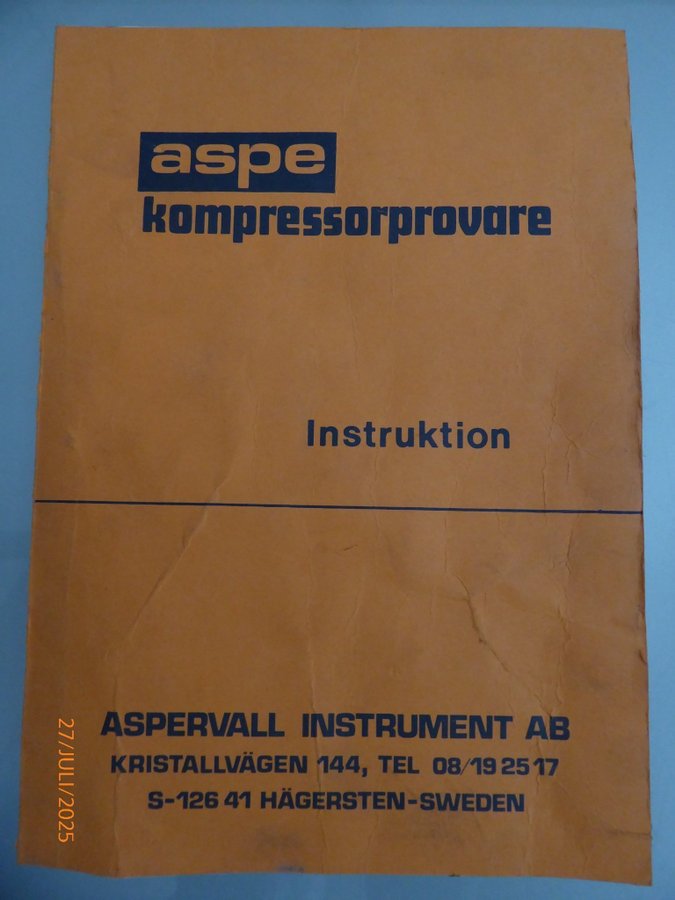 aspe
kompressorprovare
Instruktion
ASPERVALL INSTRUMENT AB
KRISTALLVÄGEN 144, TEL 08/19 25 17
S-126 41 HÄGERSTEN-SWEDEN
27/JULI/2025